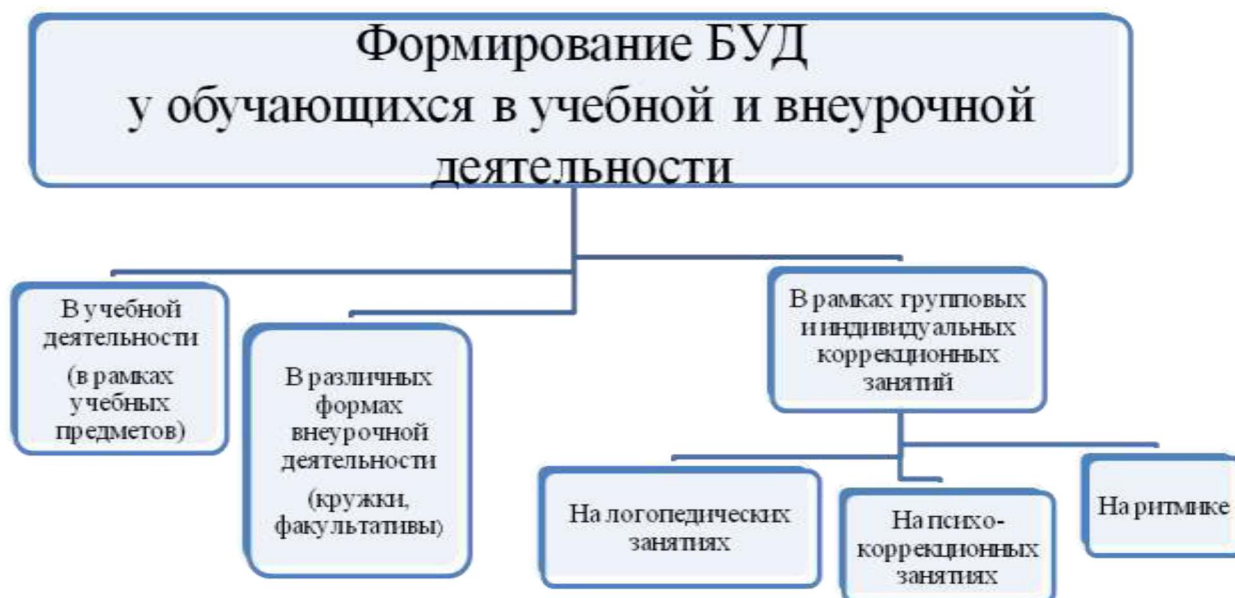 Формирование БУД
у обучающихся в учебной и внеурочной
деятельности
В учебной
деятельности
(в рамках
учебных
предметов)
В различных
формах
внеурочной
деятельности
(кружки,
факультативы)
В рамках групповых
и индивидуальных
коррекционных
занятий
На логопедических
занятиях
На психо-
коррекционных
занятиях
На ритмике